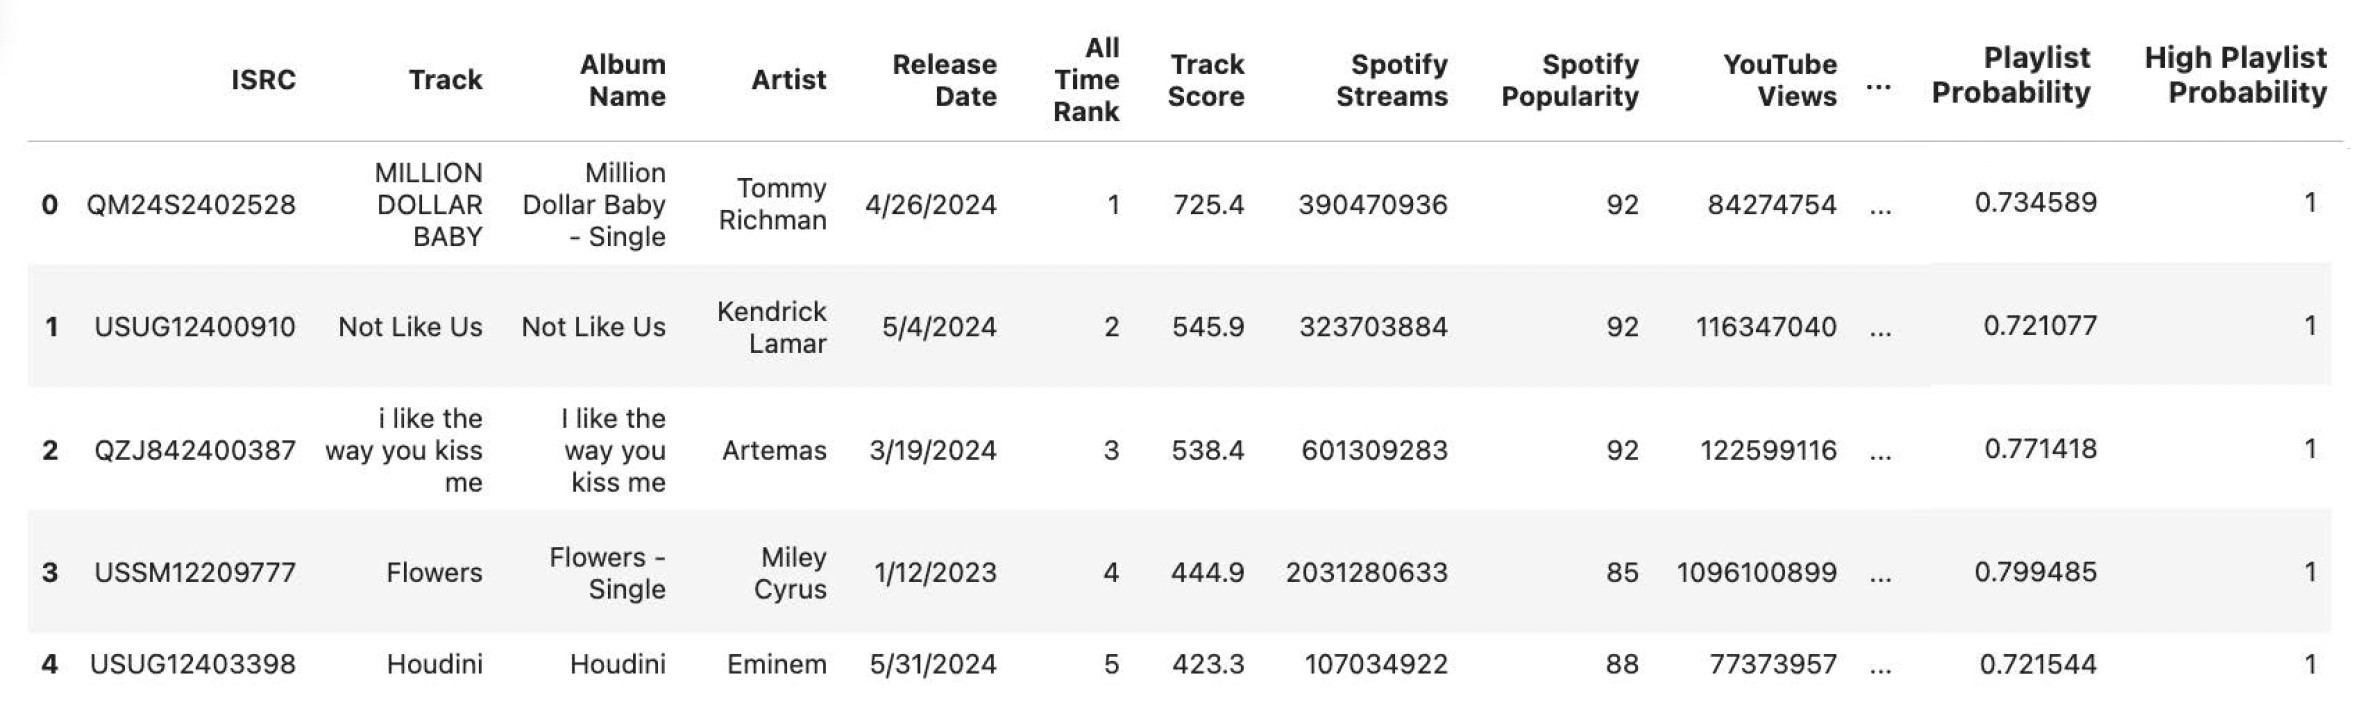 ISRC Track Album Name Artist Release Date All Time Rank Track Score Spotify Streams Spotify Popularity YouTube Views ... Playlist Probability High Playlist Probability
0 QM24S2402528 MILLION DOLLAR BABY Million Dollar Baby - Single Tommy Richman 4/26/2024 1 725.4 390470936 92 84274754 ... 0.734589 1
1 USUG12400910 Not Like Us Not Like Us Kendrick Lamar 5/4/2024 2 545.9 323703884 92 116347040 ... 0.721077 1
2 QZJ842400387 i like the way you kiss me I like the way you kiss me Artemas 3/19/2024 3 538.4 601309283 92 122599116 ... 0.771418 1
3 USSM12209777 Flowers Flowers - Single Miley Cyrus 1/12/2023 4 444.9 2031280633 85 1096100899 ... 0.799485 1
4 USUG12403398 Houdini Houdini Eminem 5/31/2024 5 423.3 107034922 88 77373957 ... 0.721544 1